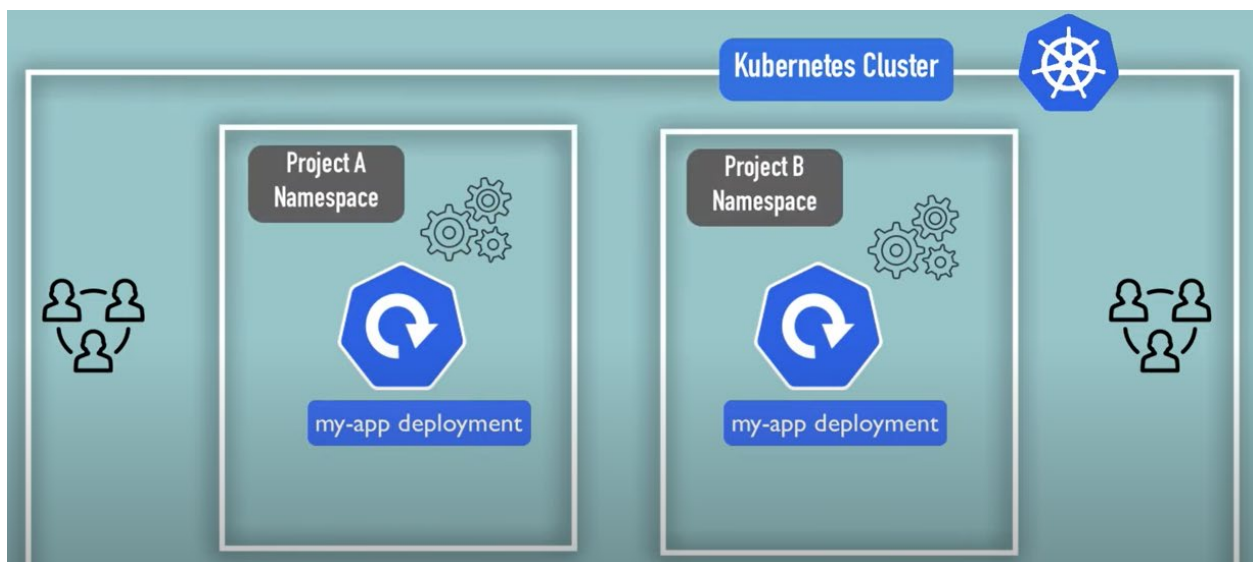 Kubernetes Cluster
Project A
Namespace
my-app deployment
Project B
Namespace
my-app deployment